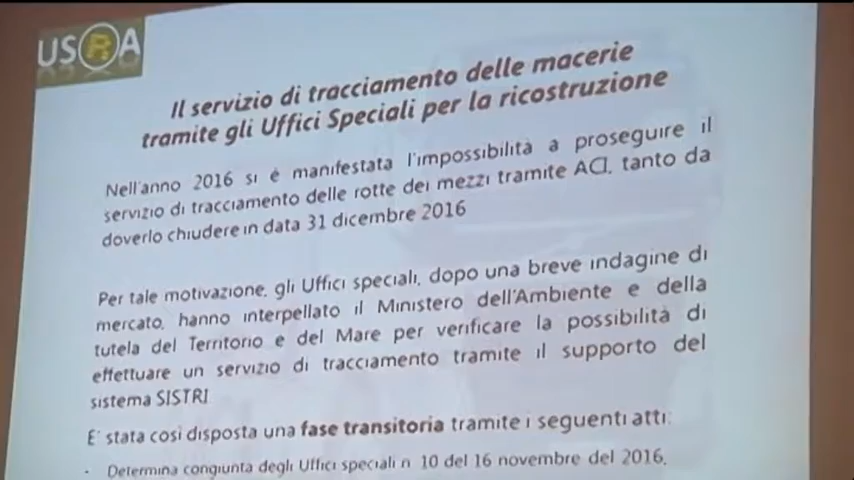 USRA
Il servizio di tracciamento delle macerie
tramite gli Uffici Speciali per la ricostruzione
Nell'anno 2016 si è manifestata l'impossibilità a proseguire il
servizio di tracciamento delle rotte dei mezzi tramite ACI, tanto da
doverlo chiudere in data 31 dicembre 2016
Per tale motivazione, gli Uffici speciali, dopo una breve indagine di
mercato, hanno interpellato il Ministero dell'Ambiente e della
tutela del Territorio e del Mare per verificare la possibilità di
effettuare un servizio di tracciamento tramite il supporto del
sistema SISTRI
E' stata così disposta una fase transitoria tramite i seguenti atti:
- Determina congiunta degli Uffici speciali n. 10 del 16 novembre del 2016,